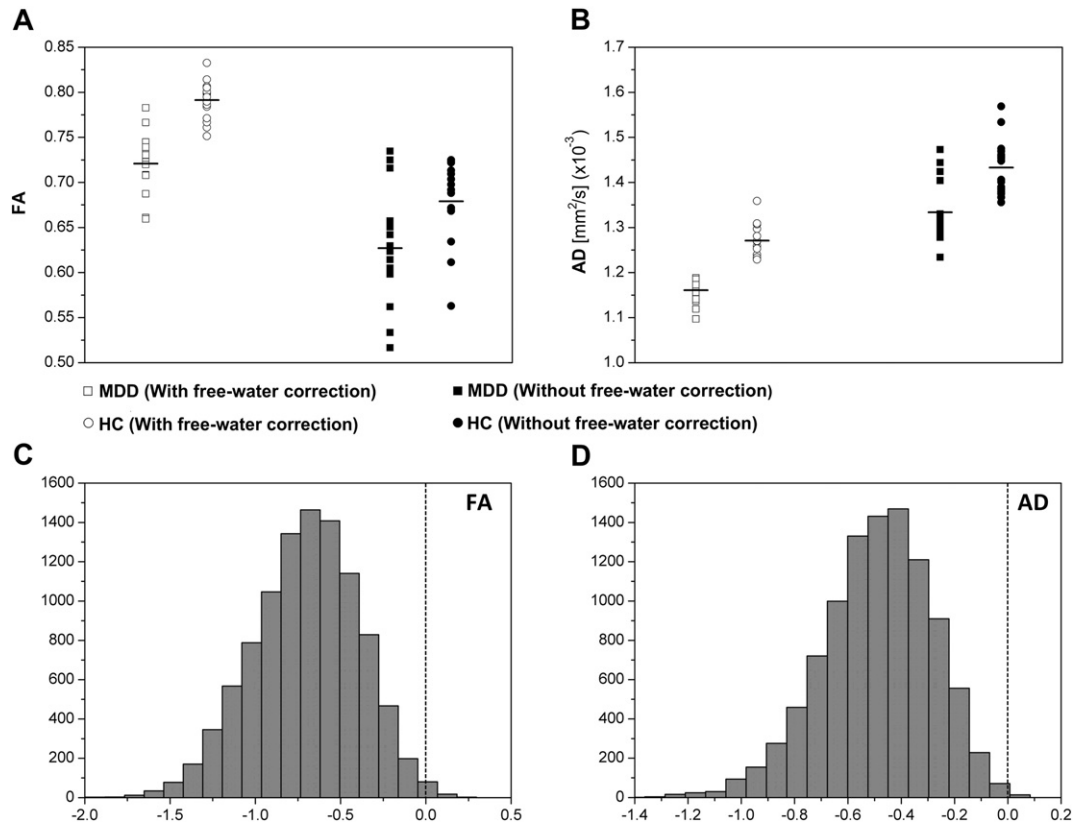 A
B
0.85
0.80
0.75
0.70
0.65
0.60
0.55
0.50
FA
1.7
1.6
1.5
1.4
1.3
1.2
1.1
1.0
AD [mm²/s] (x10⁻³)
□ MDD (With free-water correction)
■ MDD (Without free-water correction)
○ HC (With free-water correction)
● HC (Without free-water correction)
C
D
1600
1400
1200
1000
800
600
400
200
0
FA
-2.0 -1.5 -1.0 -0.5 0.0 0.5
1600
1400
1200
1000
800
600
400
200
0
AD
-1.4 -1.2 -1.0 -0.8 -0.6 -0.4 -0.2 0.0 0.2